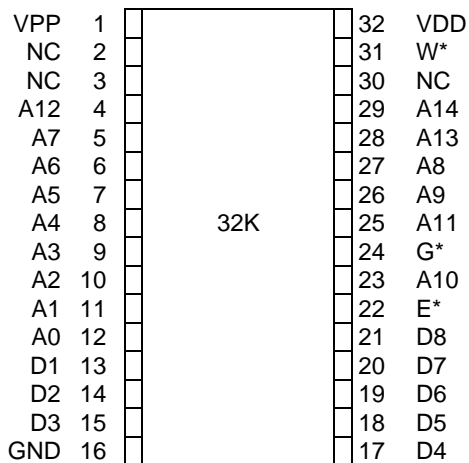 VPP 1 32 VDD
NC 2 31 W*
NC 3 30 NC
A12 4 29 A14
A7 5 28 A13
A6 6 27 A8
A5 7 26 A9
A4 8 32K 25 A11
A3 9 24 G*
A2 10 23 A10
A1 11 22 E*
A0 12 21 D8
D1 13 20 D7
D2 14 19 D6
D3 15 18 D5
GND 16 17 D4